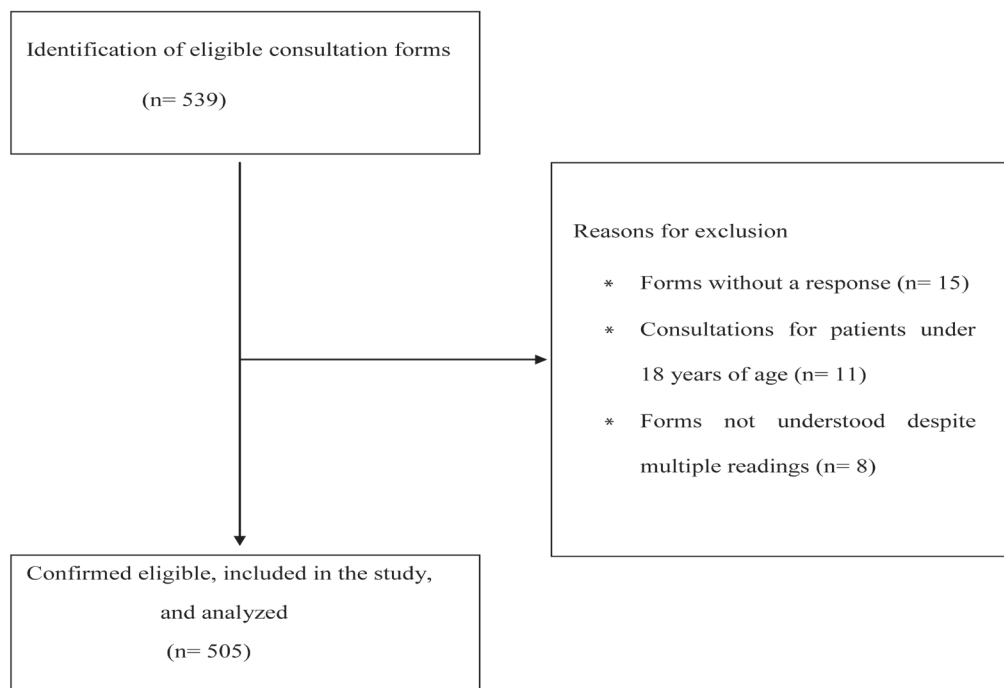 Identification of eligible consultation forms
(n= 539)
Reasons for exclusion
* Forms without a response (n= 15)
* Consultations for patients under
18 years of age (n= 11)
* Forms not understood despite
multiple readings (n= 8)
Confirmed eligible, included in the study,
and analyzed
(n= 505)